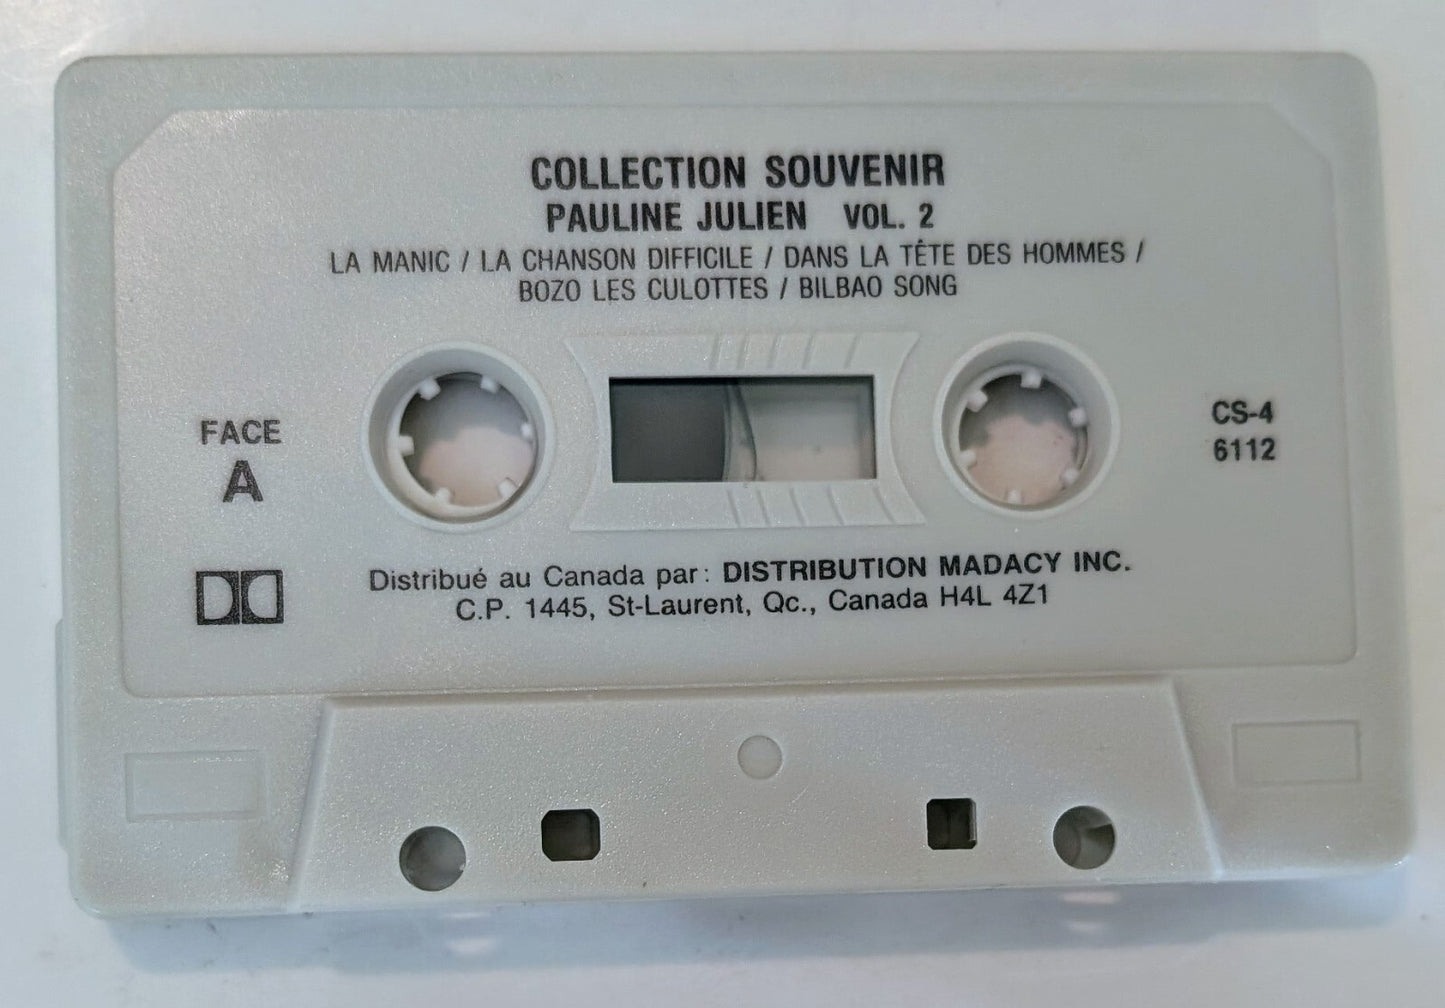 COLLECTION SOUVENIR
PAULINE JULIEN VOL. 2
LA MANIC / LA CHANSON DIFFICILE / DANS LA TÊTE DES HOMMES /
BOZO LES CULOTTES / BILBAO SONG
FACE
A
CS-4
6112
Distribué au Canada par: DISTRIBUTION MADACY INC.
C.P. 1445, St-Laurent, Qc., Canada H4L 4Z1